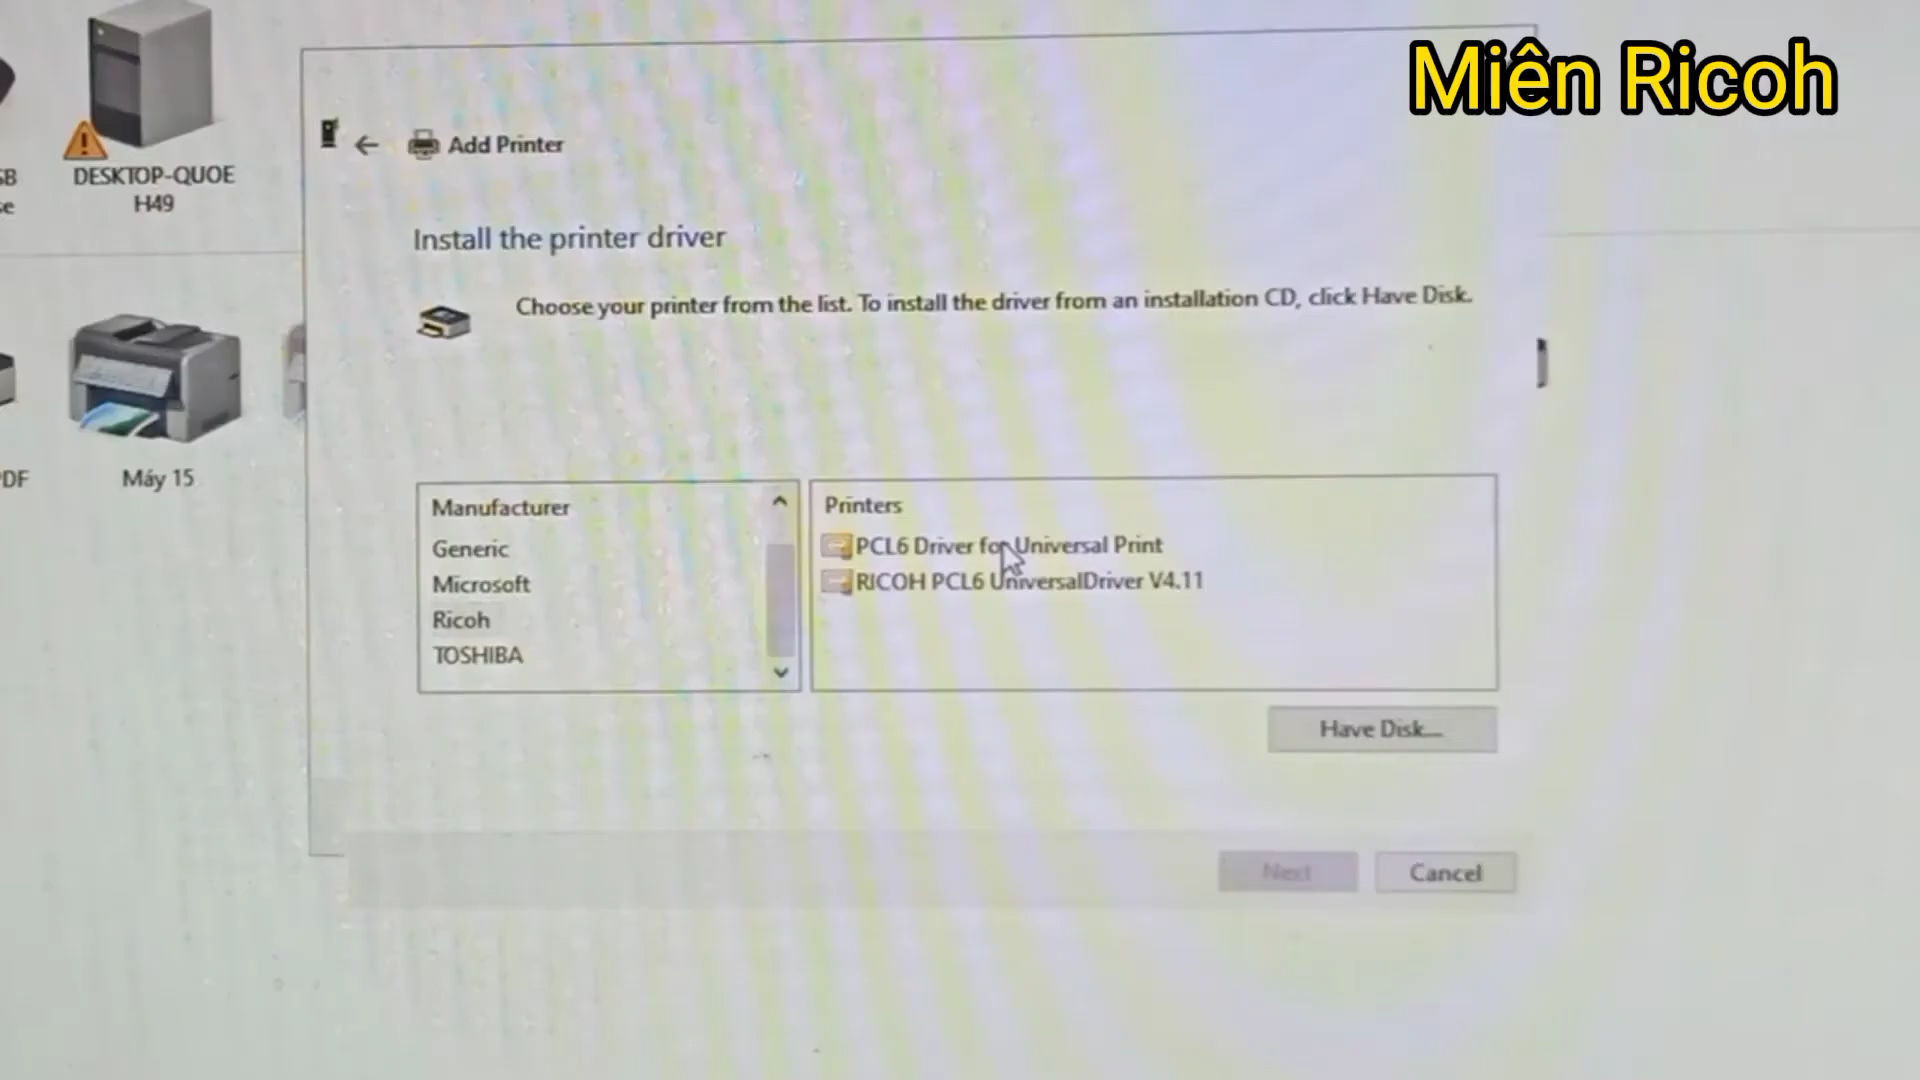 Miên Ricoh
Add Printer
DESKTOP-QUOE
H49
Install the printer driver
Choose your printer from the list. To install the driver from an installation CD, click Have Disk.
Máy 15
Manufacturer
Generic
Microsoft
Ricoh
TOSHIBA
Printers
PCL6 Driver for Universal Print
RICOH PCL6 UniversalDriver V4.11
Have Disk...
Next
Cancel